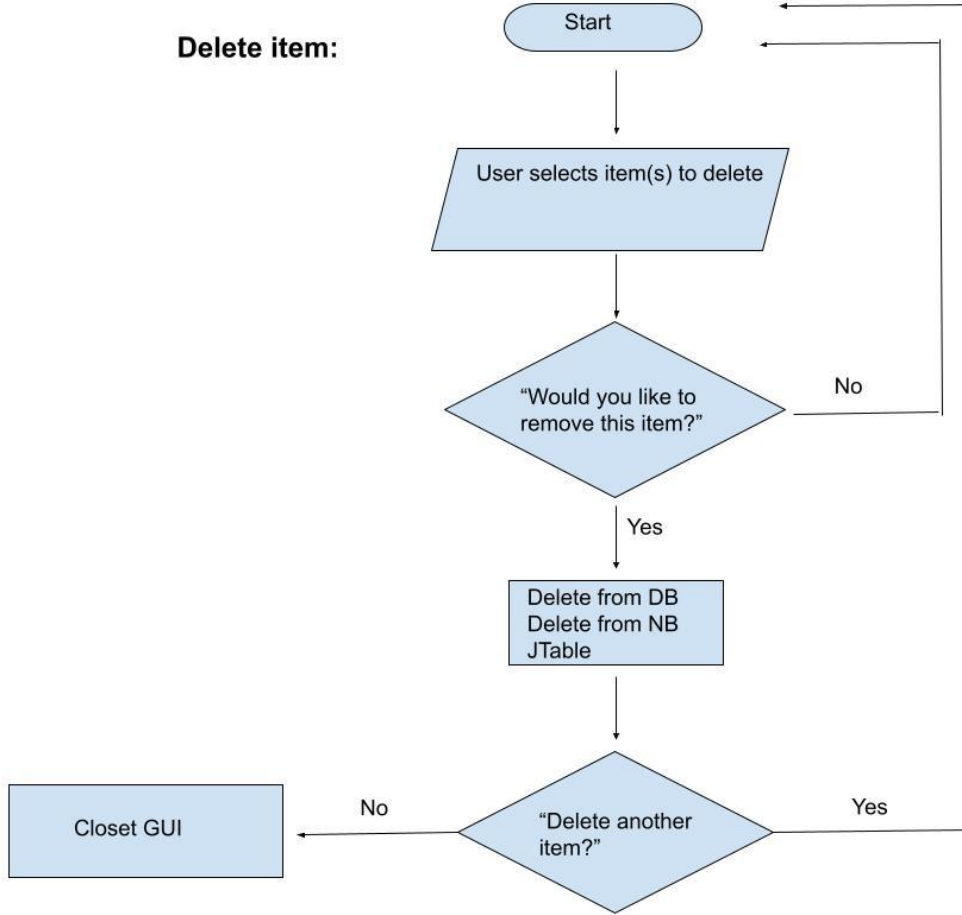 Start
Delete item:
User selects item(s) to delete
“Would you like to
remove this item?”
No
Yes
Delete from DB
Delete from NB
JTable
No
Yes
Closet GUI
“Delete another
item?”